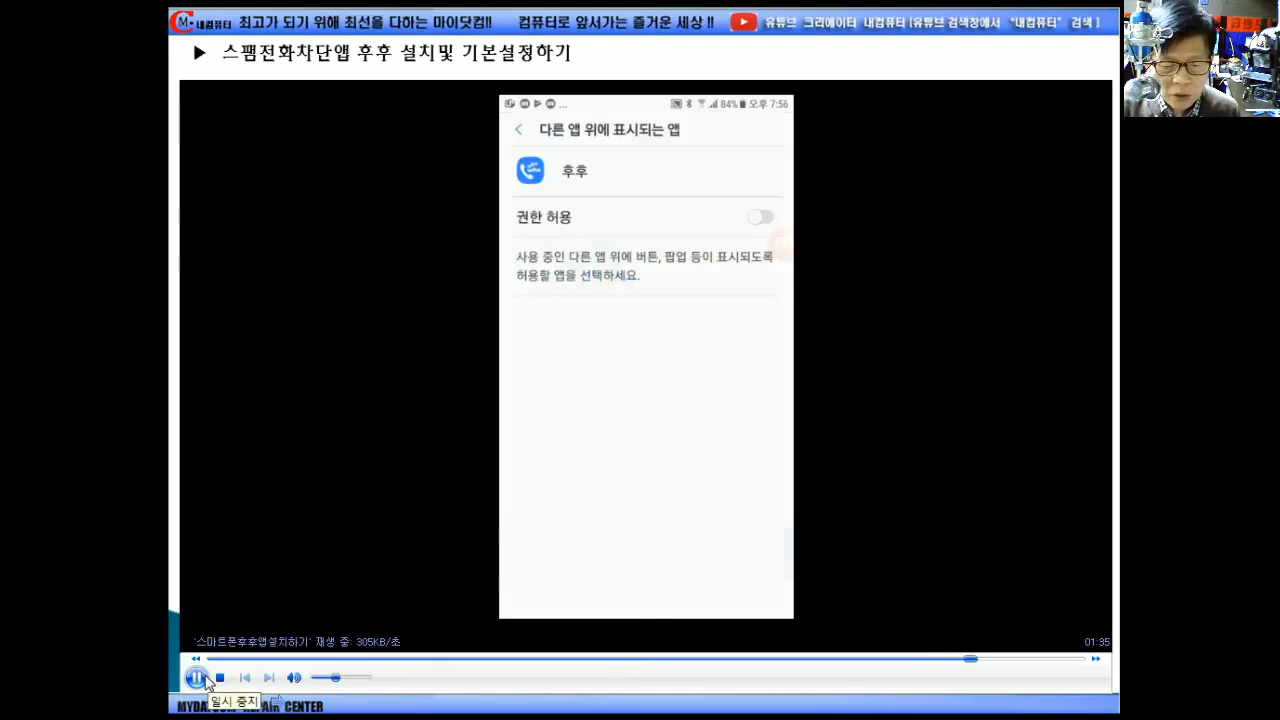 CM-내컴퓨터 최고가 되기 위해 최선을 다하는 마이닷컴!! 컴퓨터로 앞서가는 즐거운 세상 !! 유튜브 크리에이터 내컴퓨터 [유튜브 검색창에서 "내컴퓨터" 검색 ]
▶ 스팸전화차단앱 후후 설치및 기본설정하기
84% 오후 7:56
다른 앱 위에 표시되는 앱
후후
권한 허용
사용 중인 다른 앱 위에 버튼, 팝업 등이 표시되도록
허용할 앱을 선택하세요.
'스마트폰후후앱설치하기' 재생 중: 305KB/초 01:35
일시 중지
CENTER